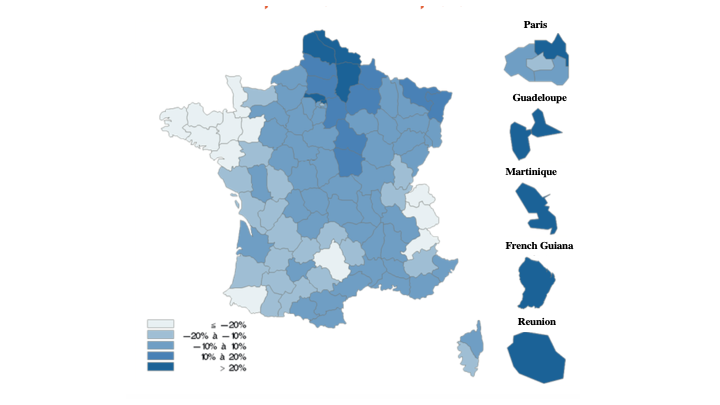 Paris
Guadeloupe
Martinique
French Guiana
Reunion
≤ −20%
−20% à −10%
−10% à 10%
10% à 20%
> 20%